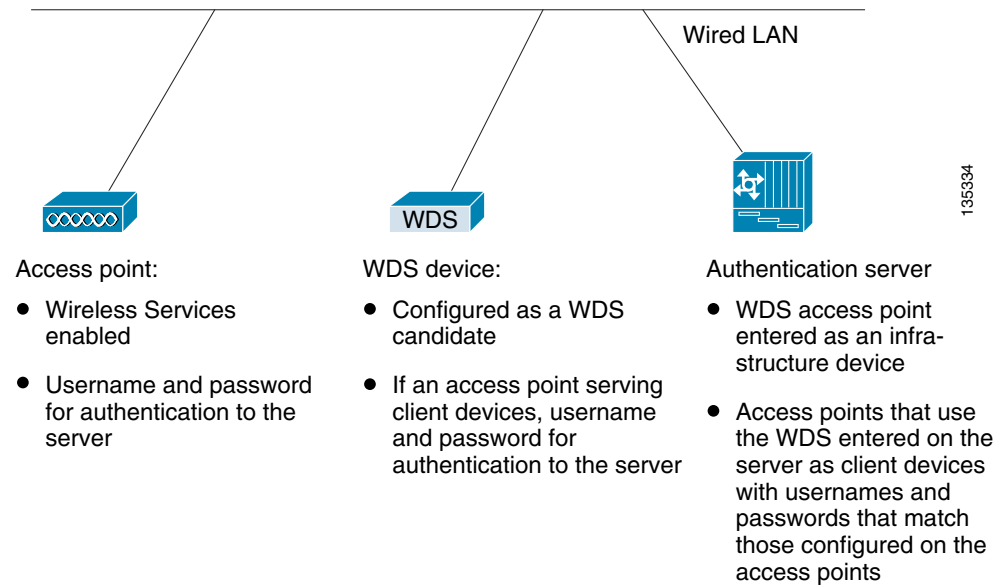 Wired LAN
135334
WDS
Access point:
• Wireless Services
enabled
• Username and password
for authentication to the
server
WDS device:
• Configured as a WDS
candidate
• If an access point serving
client devices, username
and password for
authentication to the server
Authentication server
• WDS access point
entered as an infra-
structure device
• Access points that use
the WDS entered on the
server as client devices
with usernames and
passwords that match
those configured on the
access points